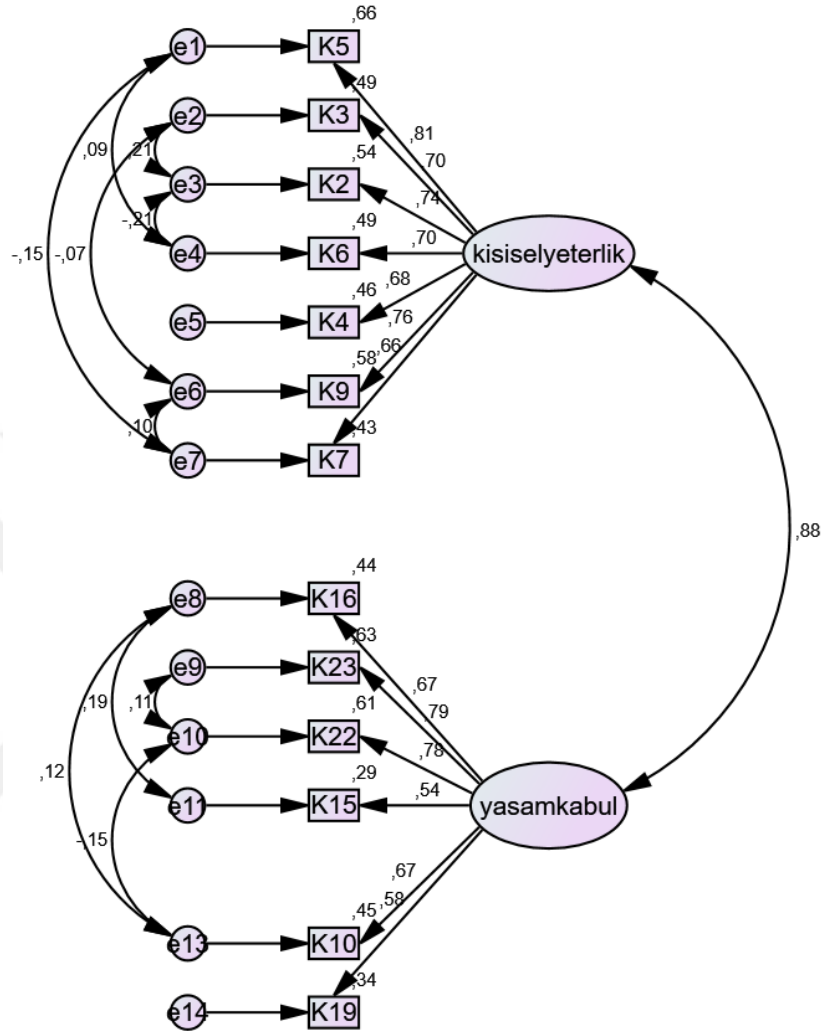 ,66
e1 K5
,49
e2 K3
,81
,09 ,21 ,54 ,70
e3 K2
-,21 ,49 ,74
-,15 -,07 e4 K6 ,70 kisiselyeterlik
,46 ,68
e5 K4 ,76
,58 ,66
e6 K9
,10 ,43
e7 K7
,88
,44
e8 K16
,63
e9 K23 ,67
,19 ,11 ,61 ,79
e10 K22 ,78
,12 ,29
e11 K15 ,54 yasamkabul
-,15
,67
,45 ,58
e13 K10
,34
e14 K19